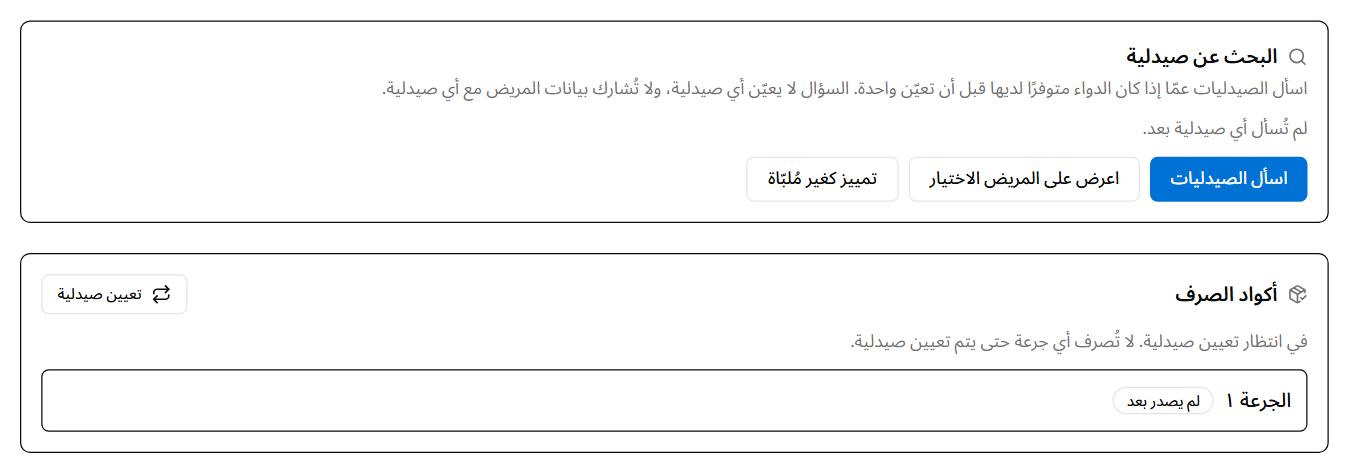 البحث عن صيدلية
اسأل الصيدليات عمّا إذا كان الدواء متوفرًا لديها قبل أن تعيّن واحدة. السؤال لا يعيّن أي صيدلية، ولا تُشارك بيانات المريض مع أي صيدلية.
لم تُسأل أي صيدلية بعد.
اسأل الصيدليات
اعرض على المريض الاختيار
تمييز كغير مُلبّاة
أكواد الصرف
تعيين صيدلية
في انتظار تعيين صيدلية. لا تُصرف أي جرعة حتى يتم تعيين صيدلية.
الجرعة ١
لم يصدر بعد